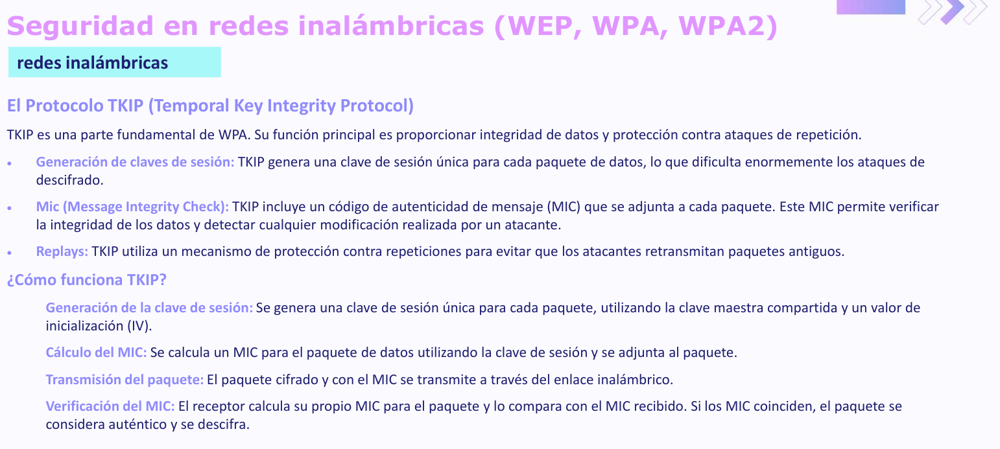 Seguridad en redes inalámbricas (WEP, WPA, WPA2)
redes inalámbricas
El Protocolo TKIP (Temporal Key Integrity Protocol)
TKIP es una parte fundamental de WPA. Su función principal es proporcionar integridad de datos y protección contra ataques de repetición.
• Generación de claves de sesión: TKIP genera una clave de sesión única para cada paquete de datos, lo que dificulta enormemente los ataques de
descifrado.
• Mic (Message Integrity Check): TKIP incluye un código de autenticidad de mensaje (MIC) que se adjunta a cada paquete. Este MIC permite verificar
la integridad de los datos y detectar cualquier modificación realizada por un atacante.
• Replays: TKIP utiliza un mecanismo de protección contra repeticiones para evitar que los atacantes retransmitan paquetes antiguos.
¿Cómo funciona TKIP?
Generación de la clave de sesión: Se genera una clave de sesión única para cada paquete, utilizando la clave maestra compartida y un valor de
inicialización (IV).
Cálculo del MIC: Se calcula un MIC para el paquete de datos utilizando la clave de sesión y se adjunta al paquete.
Transmisión del paquete: El paquete cifrado y con el MIC se transmite a través del enlace inalámbrico.
Verificación del MIC: El receptor calcula su propio MIC para el paquete y lo compara con el MIC recibido. Si los MIC coinciden, el paquete se
considera auténtico y se descifra.